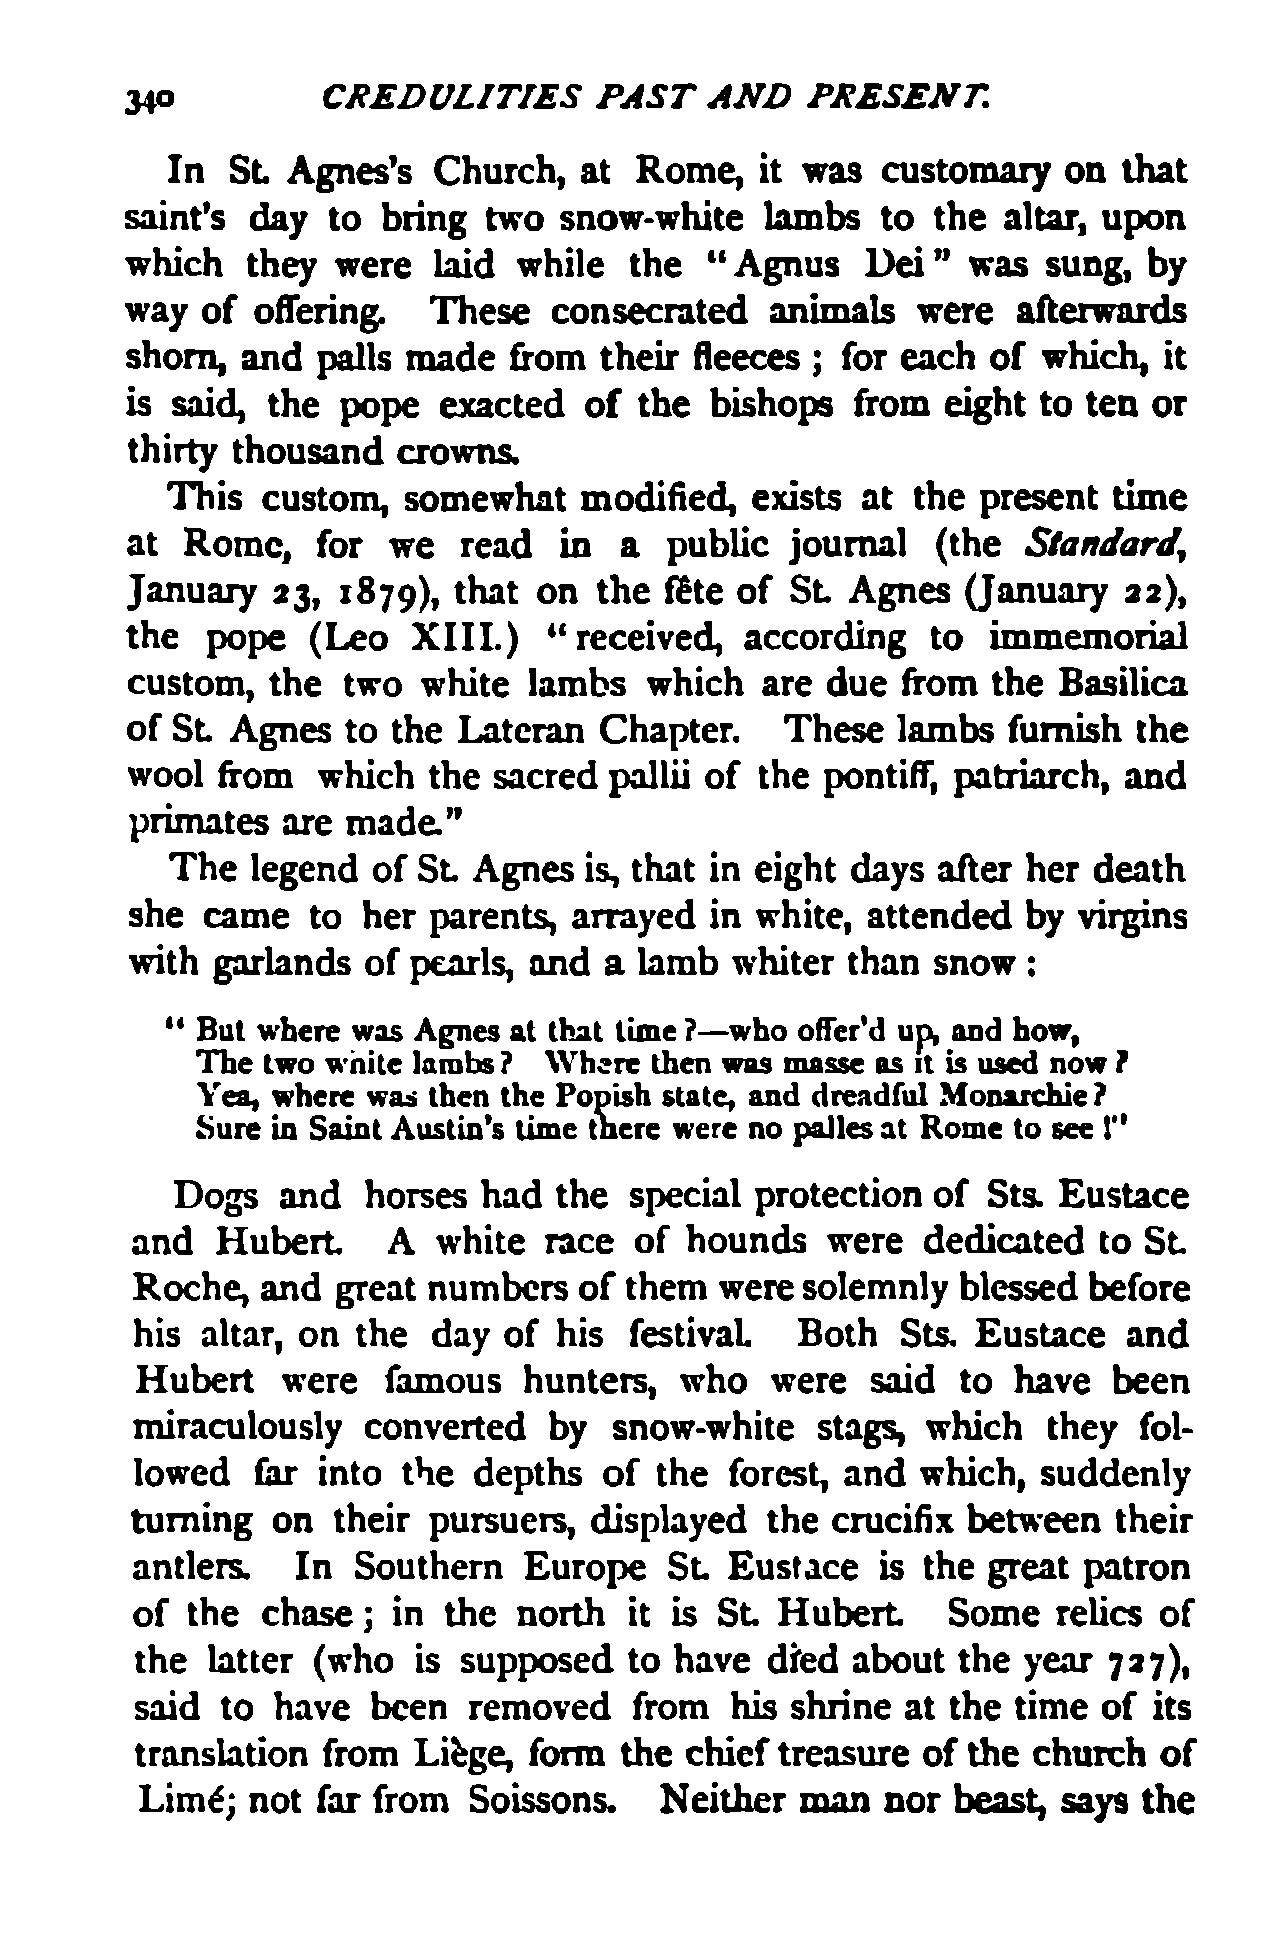 340 CREDULITIES PAST AND PRESENT.
In St. Agnes's Church, at Rome, it was customary on that
saint's day to bring two snow-white lambs to the altar, upon
which they were laid while the "Agnus Dei" was sung, by
way of offering. These consecrated animals were afterwards
shorn, and palls made from their fleeces; for each of which, it
is said, the pope exacted of the bishops from eight to ten or
thirty thousand crowns.
This custom, somewhat modified, exists at the present time
at Rome, for we read in a public journal (the Standard,
January 23, 1879), that on the fête of St. Agnes (January 22),
the pope (Leo XIII.) "received, according to immemorial
custom, the two white lambs which are due from the Basilica
of St. Agnes to the Lateran Chapter. These lambs furnish the
wool from which the sacred pallii of the pontiff, patriarch, and
primates are made."
The legend of St. Agnes is, that in eight days after her death
she came to her parents, arrayed in white, attended by virgins
with garlands of pearls, and a lamb whiter than snow:
"But where was Agnes at that time?—who offer'd up, and how,
The two white lambs? Where then was masse as it is used now?
Yea, where was then the Popish state, and dreadful Monarchie?
Sure in Saint Austin's time there were no palles at Rome to see!"
Dogs and horses had the special protection of Sts. Eustace
and Hubert. A white race of hounds were dedicated to St.
Roche, and great numbers of them were solemnly blessed before
his altar, on the day of his festival. Both Sts. Eustace and
Hubert were famous hunters, who were said to have been
miraculously converted by snow-white stags, which they fol-
lowed far into the depths of the forest, and which, suddenly
turning on their pursuers, displayed the crucifix between their
antlers. In Southern Europe St. Eustace is the great patron
of the chase; in the north it is St. Hubert. Some relics of
the latter (who is supposed to have died about the year 727),
said to have been removed from his shrine at the time of its
translation from Liège, form the chief treasure of the church of
Limé; not far from Soissons. Neither man nor beast, says the